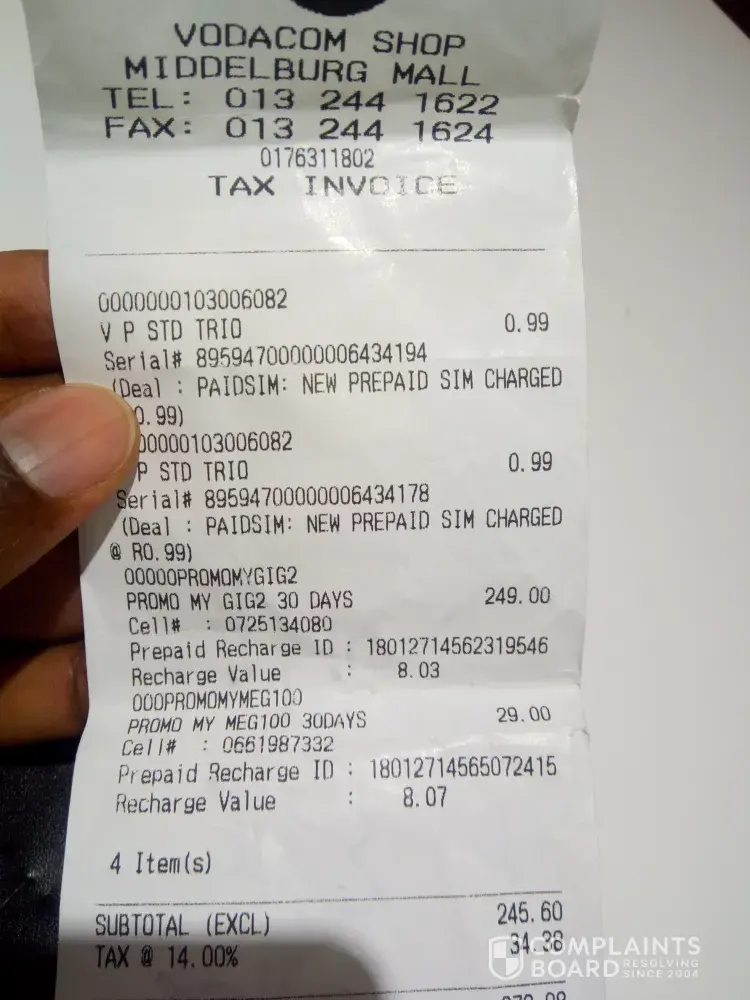 VODACOM SHOP
MIDDELBURG MALL
TEL: 013 244 1622
FAX: 013 244 1624
0176311802
TAX INVOICE
0000000103006082
V P STD TRIO 0.99
Serial# 89594700000006434194
(Deal : PAIDSIM: NEW PREPAID SIM CHARGED
0.99)
00000103006082
P STD TRIO 0.99
Serial# 89594700000006434178
(Deal : PAIDSIM: NEW PREPAID SIM CHARGED
@ R0.99)
00000PROMOMYGIG2
PROMO MY GIG2 30 DAYS 249.00
Cell# : 0725134080
Prepaid Recharge ID : 18012714562319546
Recharge Value : 8.03
000PROMOMYMEG100
PROMO MY MEG100 30DAYS 29.00
Cell# : 0661987332
Prepaid Recharge ID : 18012714565072415
Recharge Value : 8.07
4 Item(s)
SUBTOTAL (EXCL) 245.60
TAX @ 14.00% 34.38
COMPLAINTS
BOARD RESOLVING
SINCE 2004